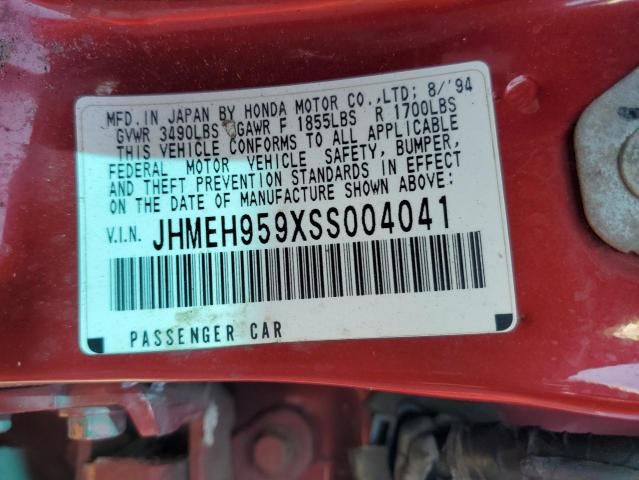 MFD. IN JAPAN BY HONDA MOTOR CO.,LTD; 8/'94
GVWR 3490LBS GAWR F 1855LBS R 1700LBS
THIS VEHICLE CONFORMS TO ALL APPLICABLE
FEDERAL MOTOR VEHICLE SAFETY, BUMPER,
AND THEFT PREVENTION STANDARDS IN EFFECT
ON THE DATE OF MANUFACTURE SHOWN ABOVE:
V.I.N. JHMEH959XSS004041
PASSENGER CAR